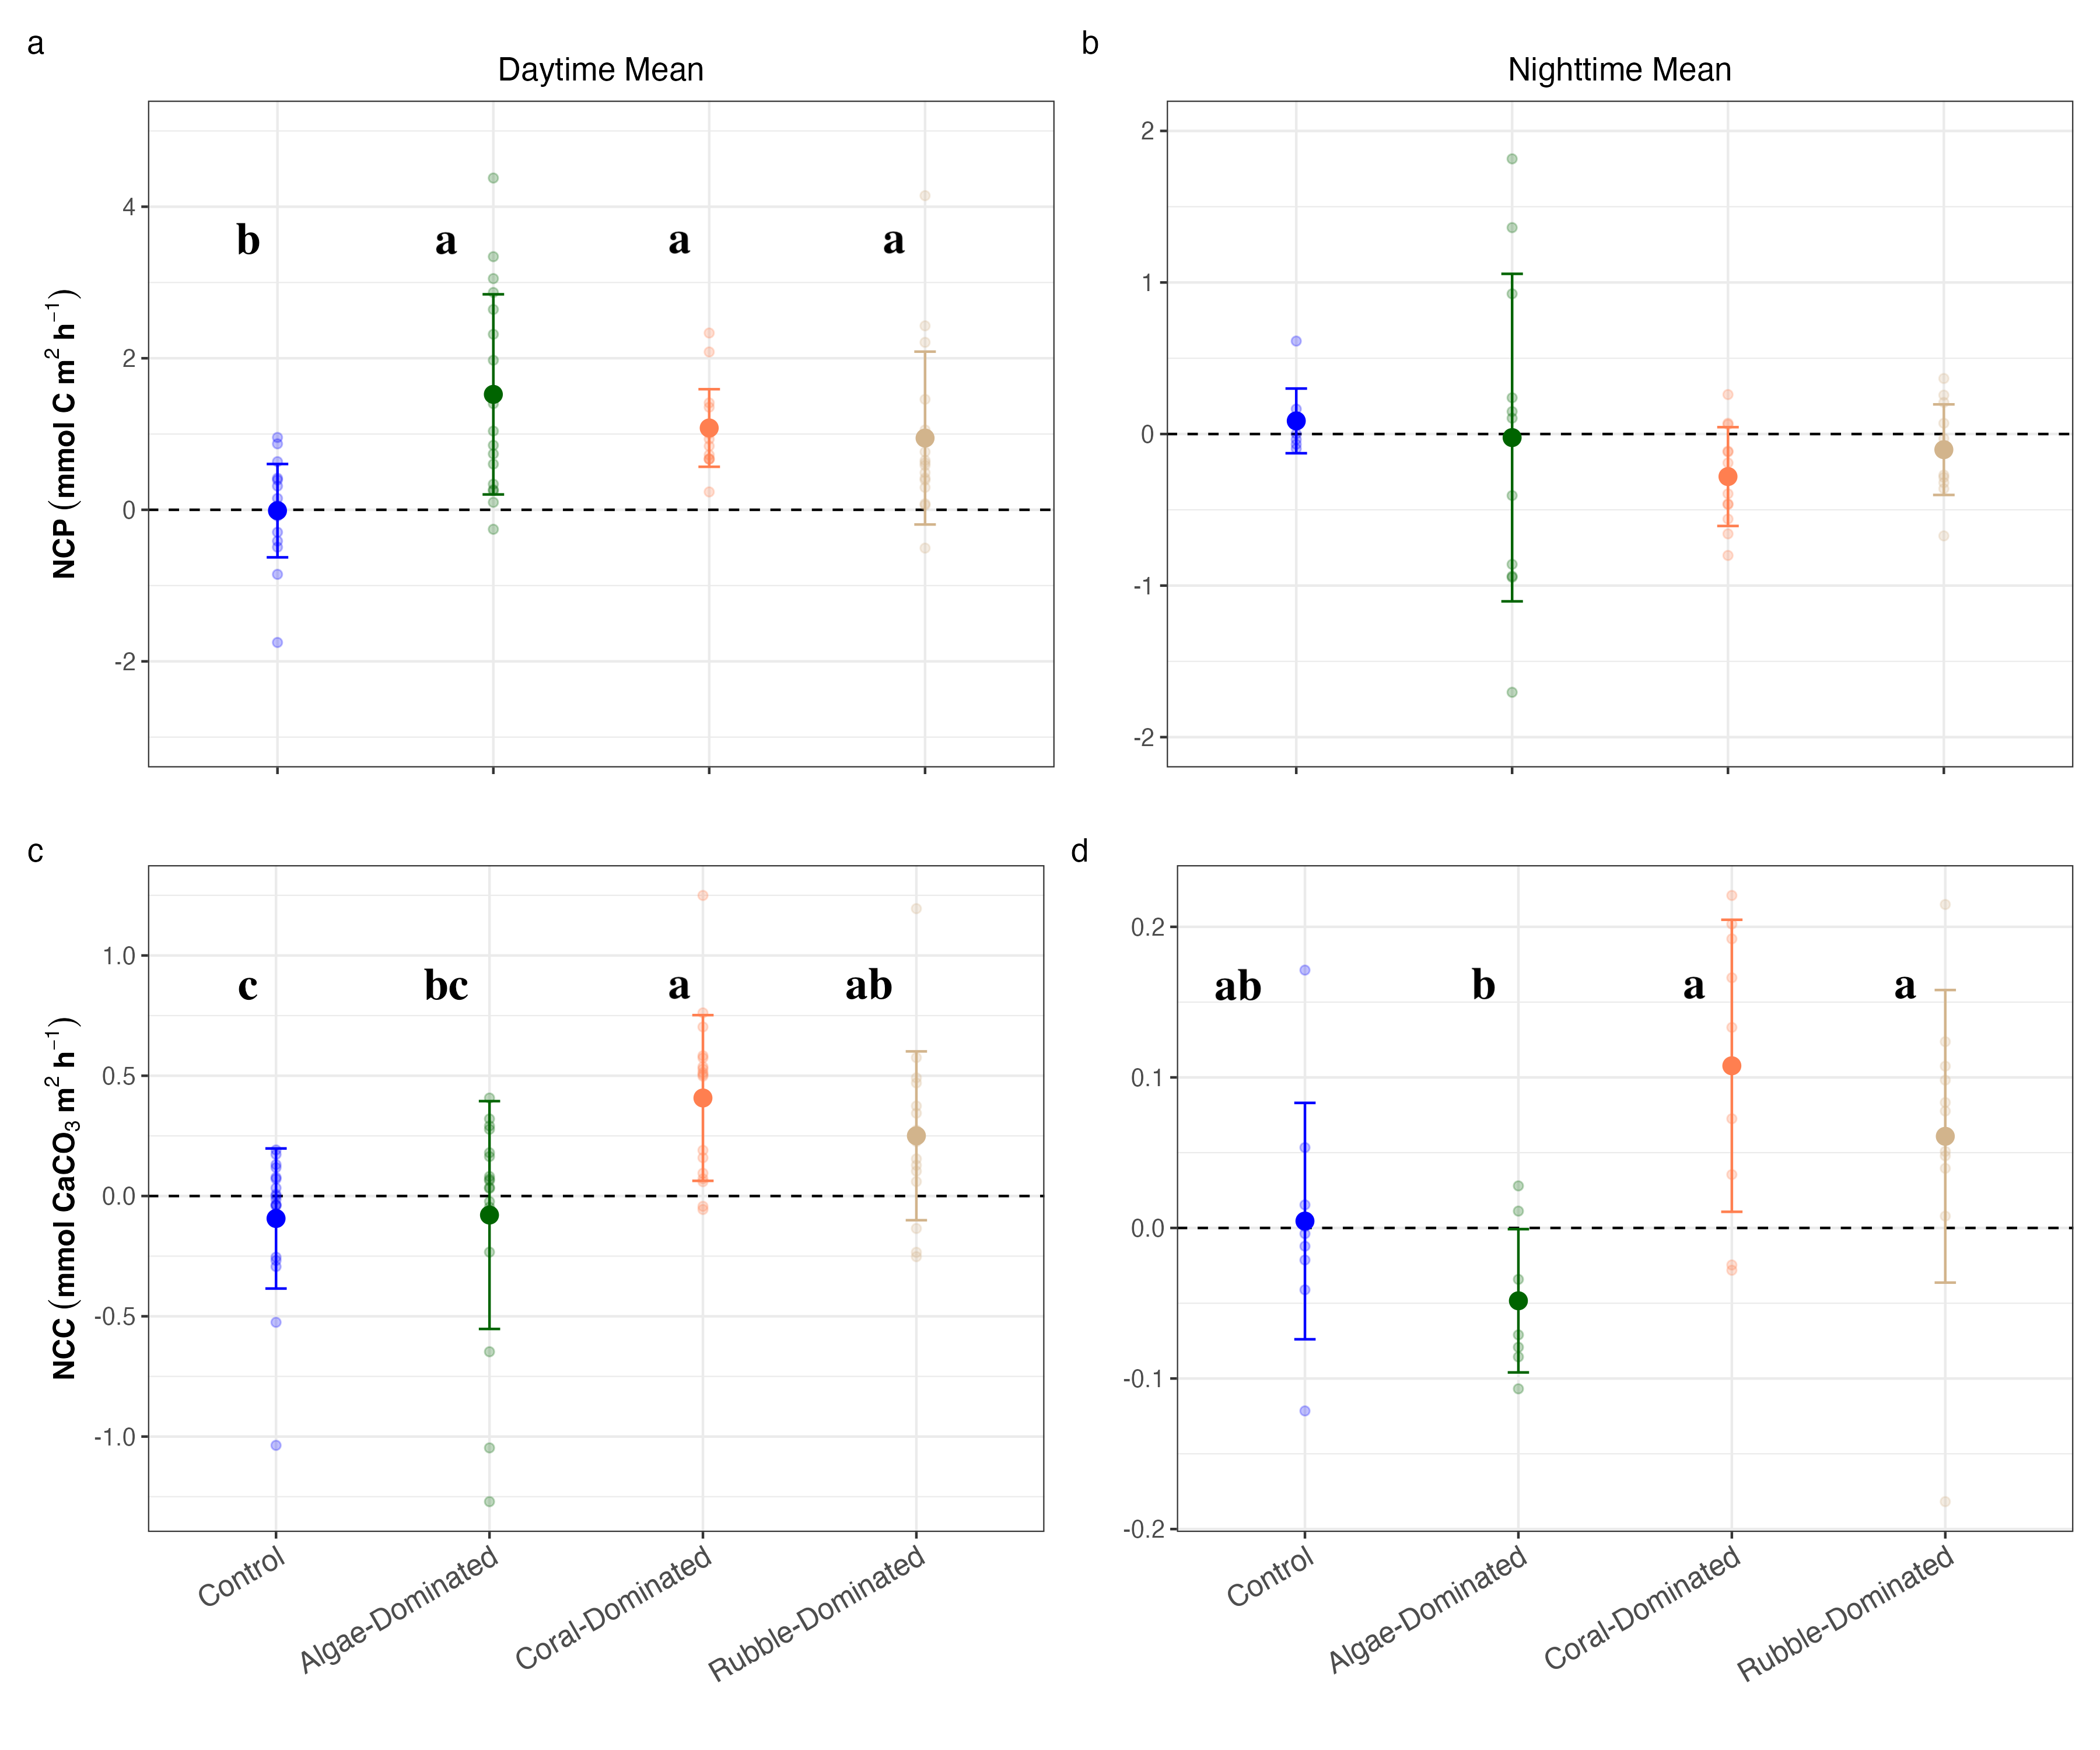 a
Daytime Mean
b
Nighttime Mean
NCP (mmol C m² h⁻¹)
4
2
0
-2
b
a
a
a
2
1
0
-1
-2
c
d
NCC (mmol CaCO₃ m² h⁻¹)
1.0
0.5
0.0
-0.5
-1.0
c
bc
a
ab
0.2
0.1
0.0
-0.1
-0.2
ab
b
a
a
Control
Algae-Dominated
Coral-Dominated
Rubble-Dominated
Control
Algae-Dominated
Coral-Dominated
Rubble-Dominated